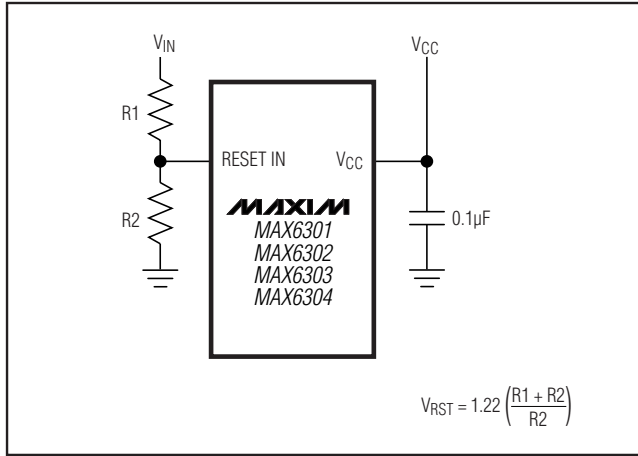 V_IN
V_CC
R1
RESET IN
V_CC
R2
MAXIM
MAX6301
MAX6302
MAX6303
MAX6304
0.1µF
V_RST = 1.22 (R1 + R2 / R2)